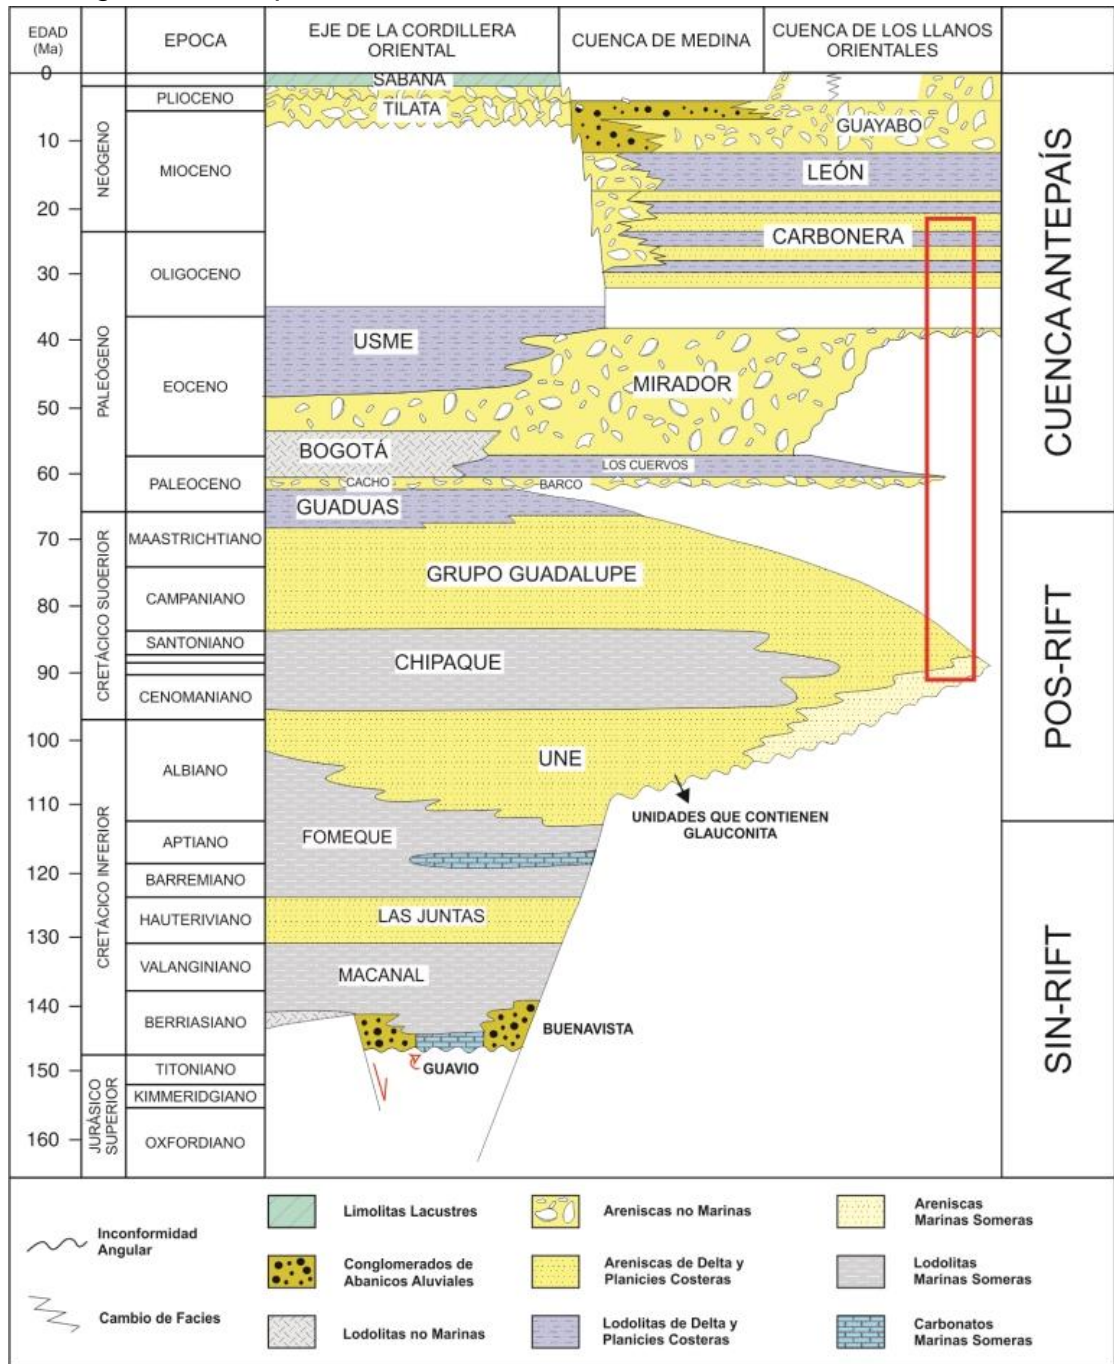 EDAD
(Ma)
EPOCA
EJE DE LA CORDILLERA
ORIENTAL
CUENCA DE MEDINA
CUENCA DE LOS LLANOS
ORIENTALES
0
10
20
30
40
50
60
70
80
90
100
110
120
130
140
150
160
NEÓGENO
PALEÓGENO
CRETÁCICO SUOERIOR
CRETÁCICO INFERIOR
JURÁSICO
SUPERIOR
PLIOCENO
MIOCENO
OLIGOCENO
EOCENO
PALEOCENO
MAASTRICHTIANO
CAMPANIANO
SANTONIANO
CENOMANIANO
ALBIANO
APTIANO
BARREMIANO
HAUTERIVIANO
VALANGINIANO
BERRIASIANO
TITONIANO
KIMMERIDGIANO
OXFORDIANO
SABANA
TILATA
GUAYABO
LEÓN
CARBONERA
USME
MIRADOR
BOGOTÁ
LOS CUERVOS
CACHO
BARCO
GUADUAS
GRUPO GUADALUPE
CHIPAQUE
UNE
UNIDADES QUE CONTIENEN
GLAUCONITA
FOMEQUE
LAS JUNTAS
MACANAL
BUENAVISTA
GUAVIO
CUENCA ANTEPAÍS
POS-RIFT
SIN-RIFT
Inconformidad
Angular
Cambio de Facies
Limolitas Lacustres
Conglomerados de
Abanicos Aluviales
Lodolitas no Marinas
Areniscas no Marinas
Areniscas de Delta y
Planicies Costeras
Lodolitas de Delta y
Planicies Costeras
Areniscas
Marinas Someras
Lodolitas
Marinas Someras
Carbonatos
Marinas Someras